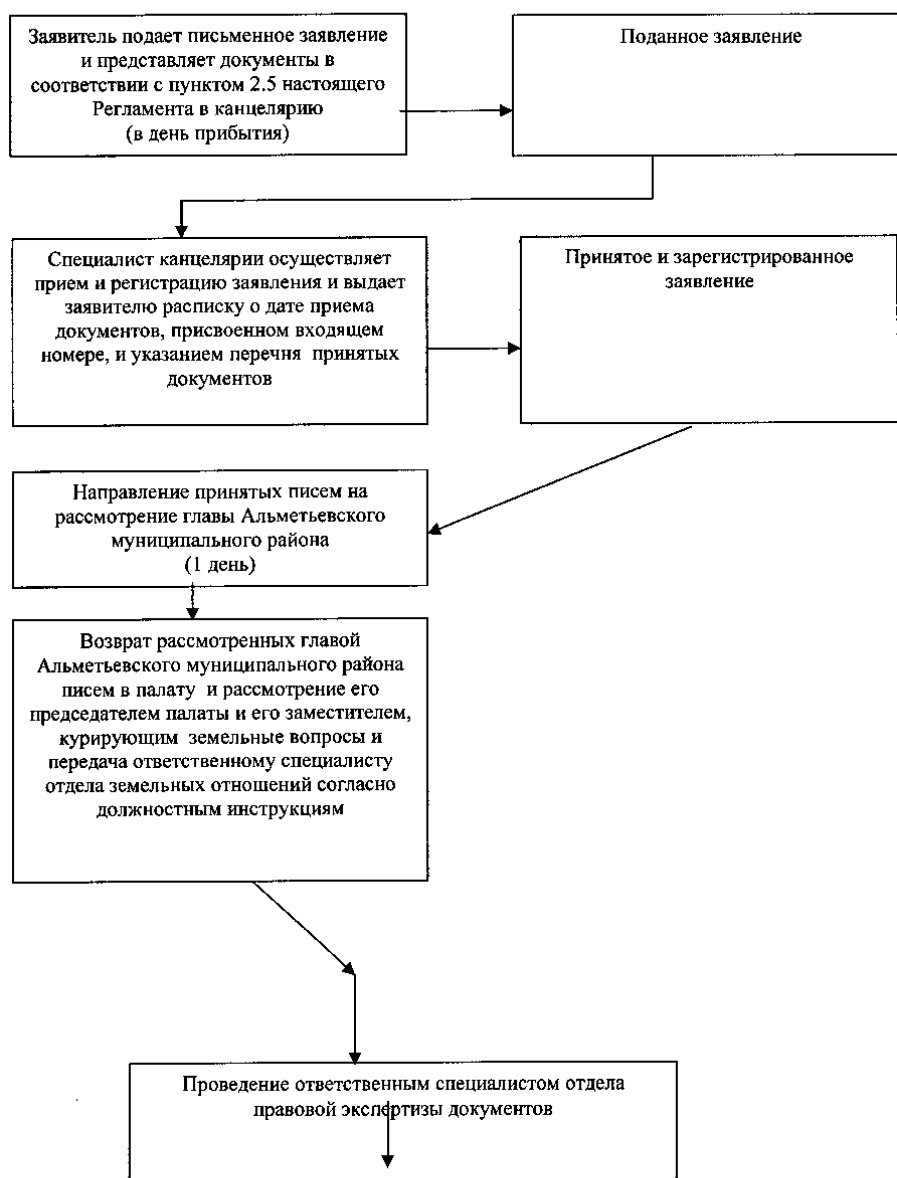 Заявитель подает письменное заявление
и представляет документы в
соответствии с пунктом 2.5 настоящего
Регламента в канцелярию
(в день прибытия)
Поданное заявление
Специалист канцелярии осуществляет
прием и регистрацию заявления и выдает
заявителю расписку о дате приема
документов, присвоенном входящем
номере, и указанием перечня принятых
документов
Принятое и зарегистрированное
заявление
Направление принятых писем на
рассмотрение главы Альметьевского
муниципального района
(1 день)
Возврат рассмотренных главой
Альметьевского муниципального района
писем в палату и рассмотрение его
председателем палаты и его заместителем,
курирующим земельные вопросы и
передача ответственному специалисту
отдела земельных отношений согласно
должностным инструкциям
Проведение ответственным специалистом отдела
правовой экспертизы документов